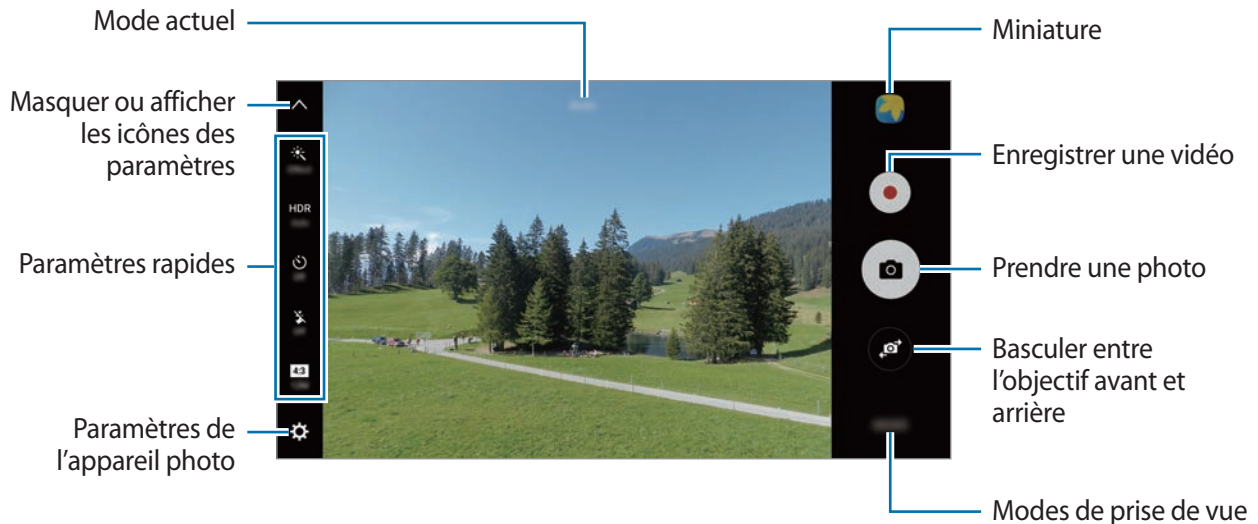 Mode actuel
Miniature
Masquer ou afficher
les icônes des
paramètres
Enregistrer une vidéo
HDR
Paramètres rapides
Prendre une photo
Basculer entre
l'objectif avant et
arrière
4:3
Paramètres de
l'appareil photo
Modes de prise de vue